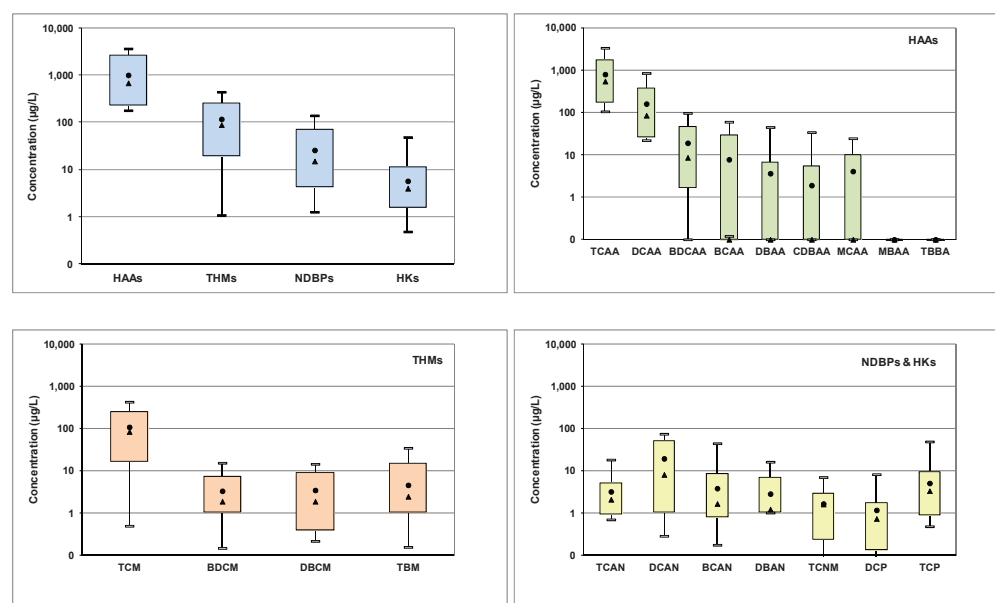 10,000
1,000
100
10
1
0
Concentration (µg/L)
HAAs THMs NDBPs HKs
HAAs
10,000
1,000
100
10
1
0
Concentration (µg/L)
TCAA DCAA BDCAA BCAA DBAA CDBAA MCAA MBAA TBBA
THMs
10,000
1,000
100
10
1
0
Concentration (µg/L)
TCM BDCM DBCM TBM
NDBPs & HKs
10,000
1,000
100
10
1
0
Concentration (µg/L)
TCAN DCAN BCAN DBAN TCNM DCP TCP